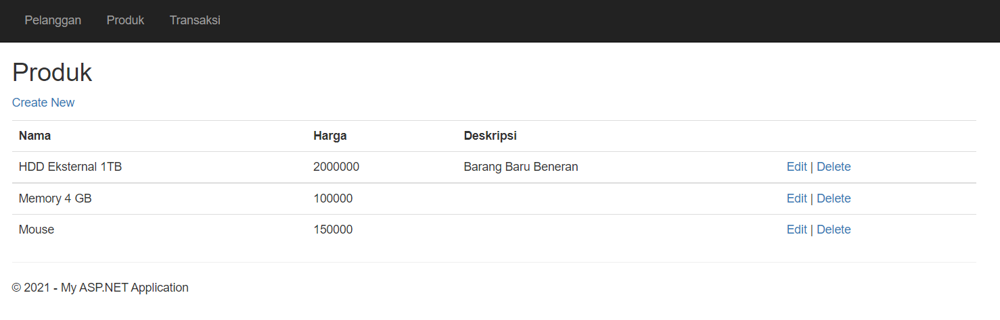 Pelanggan Produk Transaksi
Produk
Create New
Nama Harga Deskripsi
HDD Eksternal 1TB 2000000 Barang Baru Beneran Edit | Delete
Memory 4 GB 100000 Edit | Delete
Mouse 150000 Edit | Delete
© 2021 - My ASP.NET Application